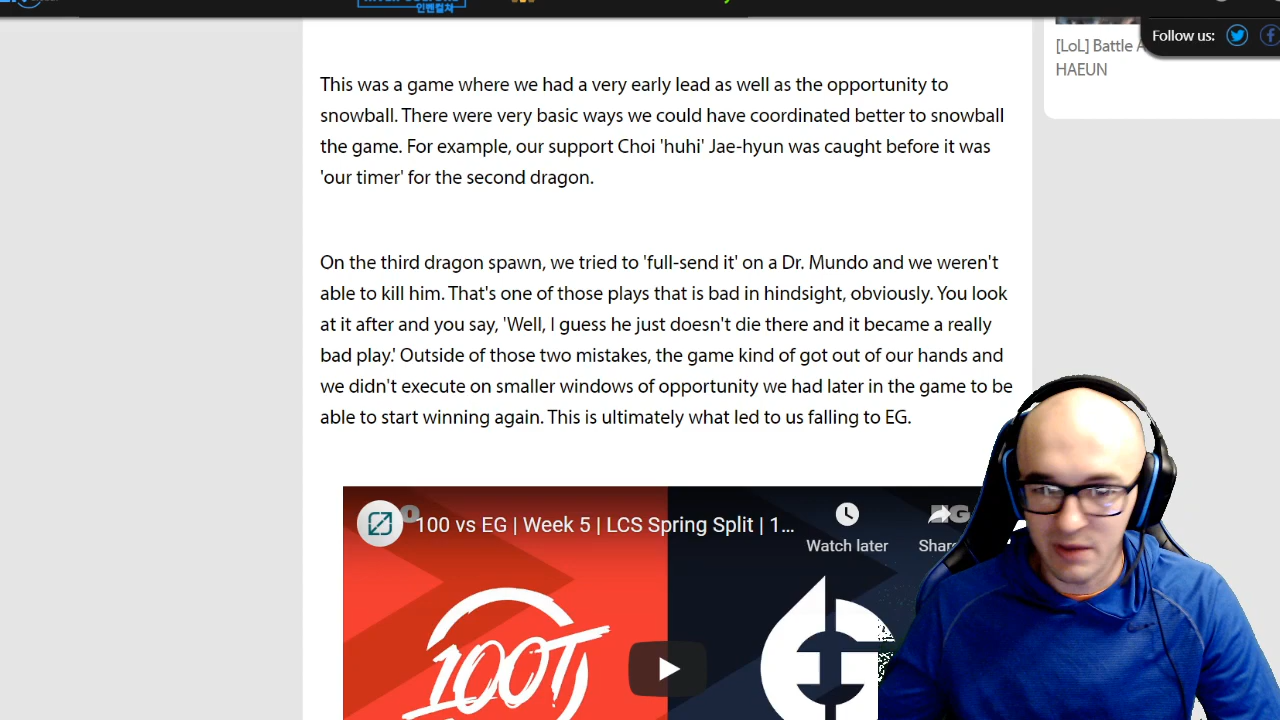 인벤컬쳐
Follow us:
[LoL] Battle A
HAEUN
This was a game where we had a very early lead as well as the opportunity to
snowball. There were very basic ways we could have coordinated better to snowball
the game. For example, our support Choi 'huhi' Jae-hyun was caught before it was
'our timer' for the second dragon.
On the third dragon spawn, we tried to 'full-send it' on a Dr. Mundo and we weren't
able to kill him. That's one of those plays that is bad in hindsight, obviously. You look
at it after and you say, 'Well, I guess he just doesn't die there and it became a really
bad play.' Outside of those two mistakes, the game kind of got out of our hands and
we didn't execute on smaller windows of opportunity we had later in the game to be
able to start winning again. This is ultimately what led to us falling to EG.
100 vs EG | Week 5 | LCS Spring Split | 1...
Watch later
Shar
100T